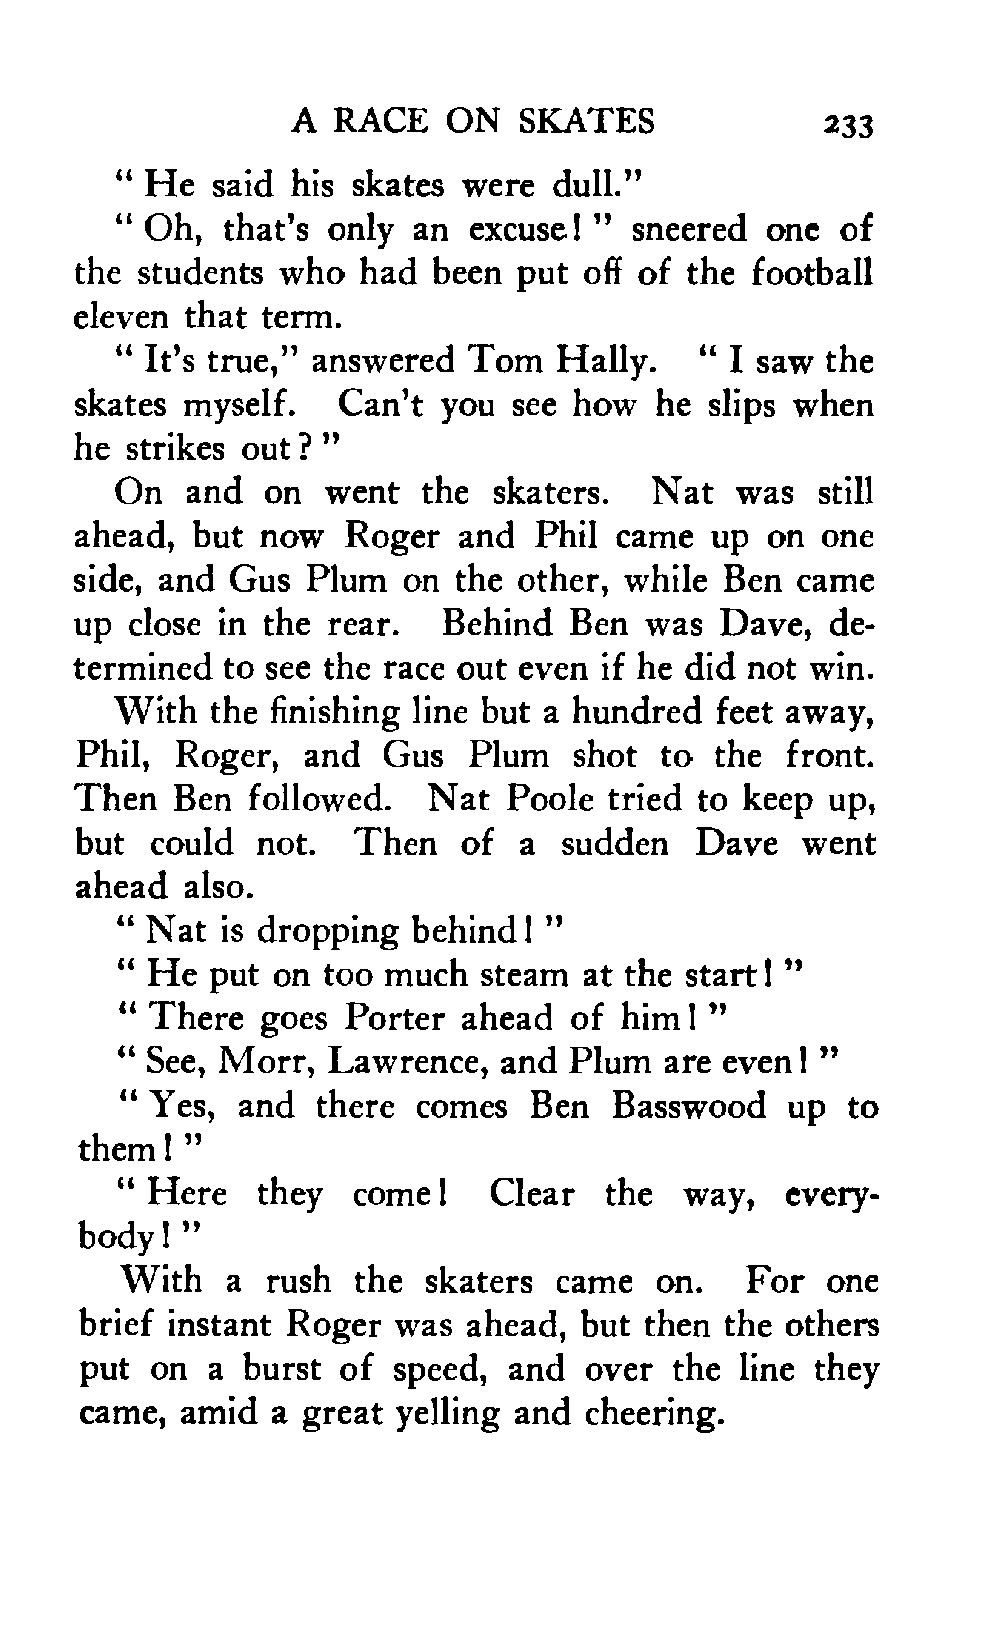 A RACE ON SKATES 233
" He said his skates were dull."
" Oh, that's only an excuse! " sneered one of
the students who had been put off of the football
eleven that term.
" It's true," answered Tom Hally. " I saw the
skates myself. Can't you see how he slips when
he strikes out? "
On and on went the skaters. Nat was still
ahead, but now Roger and Phil came up on one
side, and Gus Plum on the other, while Ben came
up close in the rear. Behind Ben was Dave, de-
termined to see the race out even if he did not win.
With the finishing line but a hundred feet away,
Phil, Roger, and Gus Plum shot to the front.
Then Ben followed. Nat Poole tried to keep up,
but could not. Then of a sudden Dave went
ahead also.
" Nat is dropping behind! "
" He put on too much steam at the start! "
" There goes Porter ahead of him! "
" See, Morr, Lawrence, and Plum are even! "
" Yes, and there comes Ben Basswood up to
them! "
" Here they come! Clear the way, every-
body! "
With a rush the skaters came on. For one
brief instant Roger was ahead, but then the others
put on a burst of speed, and over the line they
came, amid a great yelling and cheering.